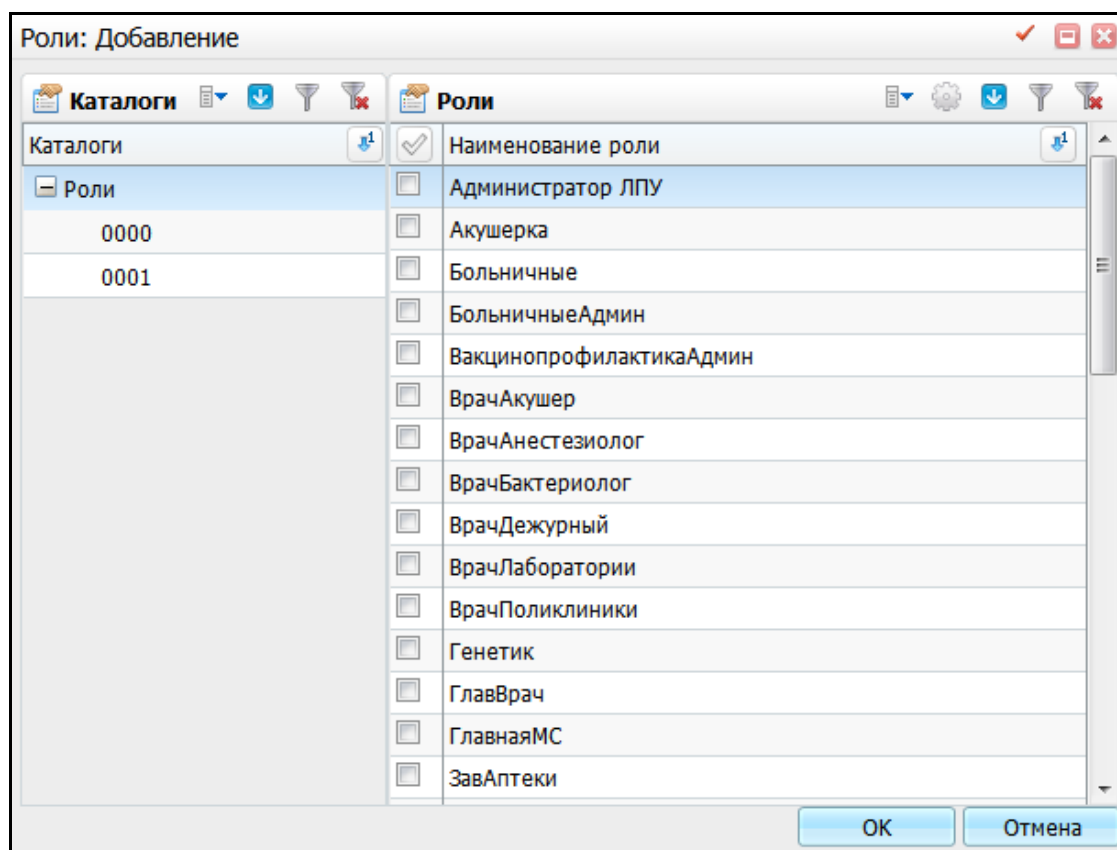 Роли: Добавление
Каталоги
Каталоги
Роли
0000
0001
Роли
Наименование роли
Администратор ЛПУ
Акушерка
Больничные
БольничныеАдмин
ВакцинопрофилактикаАдмин
ВрачАкушер
ВрачАнестезиолог
ВрачБактериолог
ВрачДежурный
ВрачЛаборатории
ВрачПоликлиники
Генетик
ГлавВрач
ГлавнаяМС
ЗавАптеки
ОК
Отмена